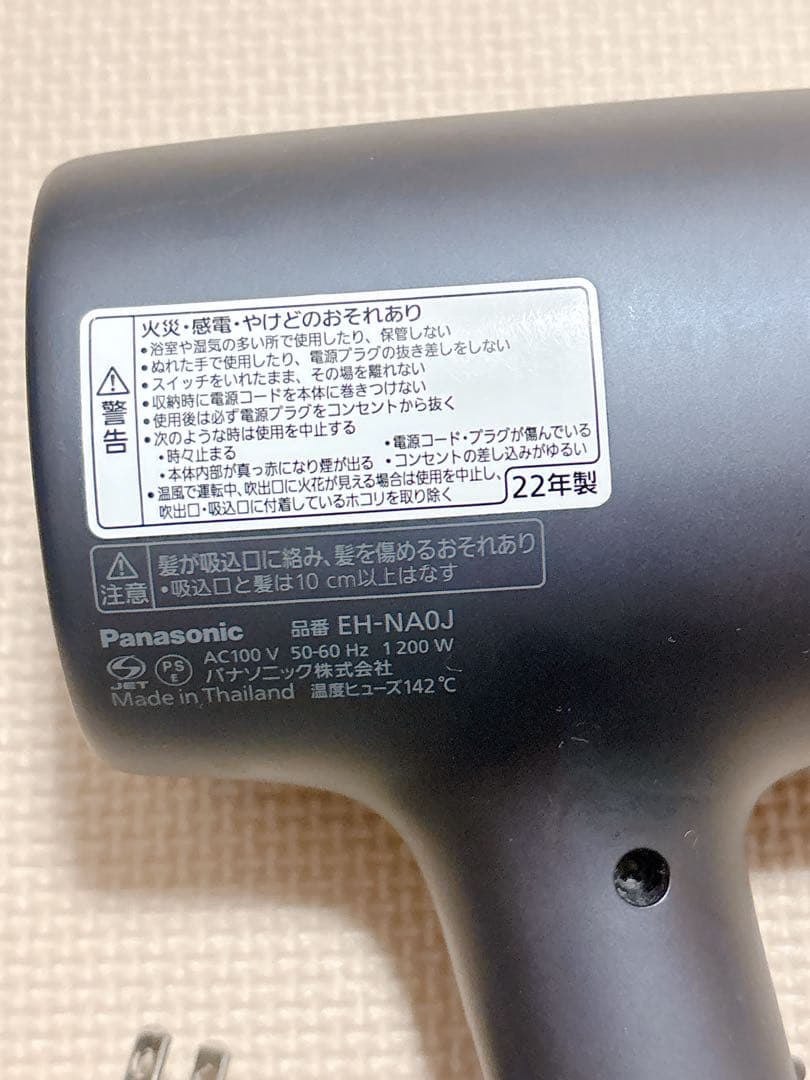 火災・感電・やけどのおそれあり
•浴室や湿気の多い所で使用したり、保管しない
•ぬれた手で使用したり、電源プラグの抜き差しをしない
•スイッチをいれたまま、その場を離れない
•収納時に電源コードを本体に巻きつけない
•使用後は必ず電源プラグをコンセントから抜く
•次のような時は使用を中止する
・時々止まる ・電源コード・プラグが傷んでいる
・本体内部が真っ赤になり煙が出る ・コンセントの差し込みがゆるい
•温風で運転中、吹出口に火花が見える場合は使用を中止し、
吹出口・吸込口に付着しているホコリを取り除く
警告
22年製
髪が吸込口に絡み、髪を傷めるおそれあり
•吸込口と髪は10 cm以上はなす
注意
Panasonic 品番 EH-NA0J
AC100 V 50-60 Hz 1 200 W
JET PS E パナソニック株式会社
Made in Thailand 温度ヒューズ142℃